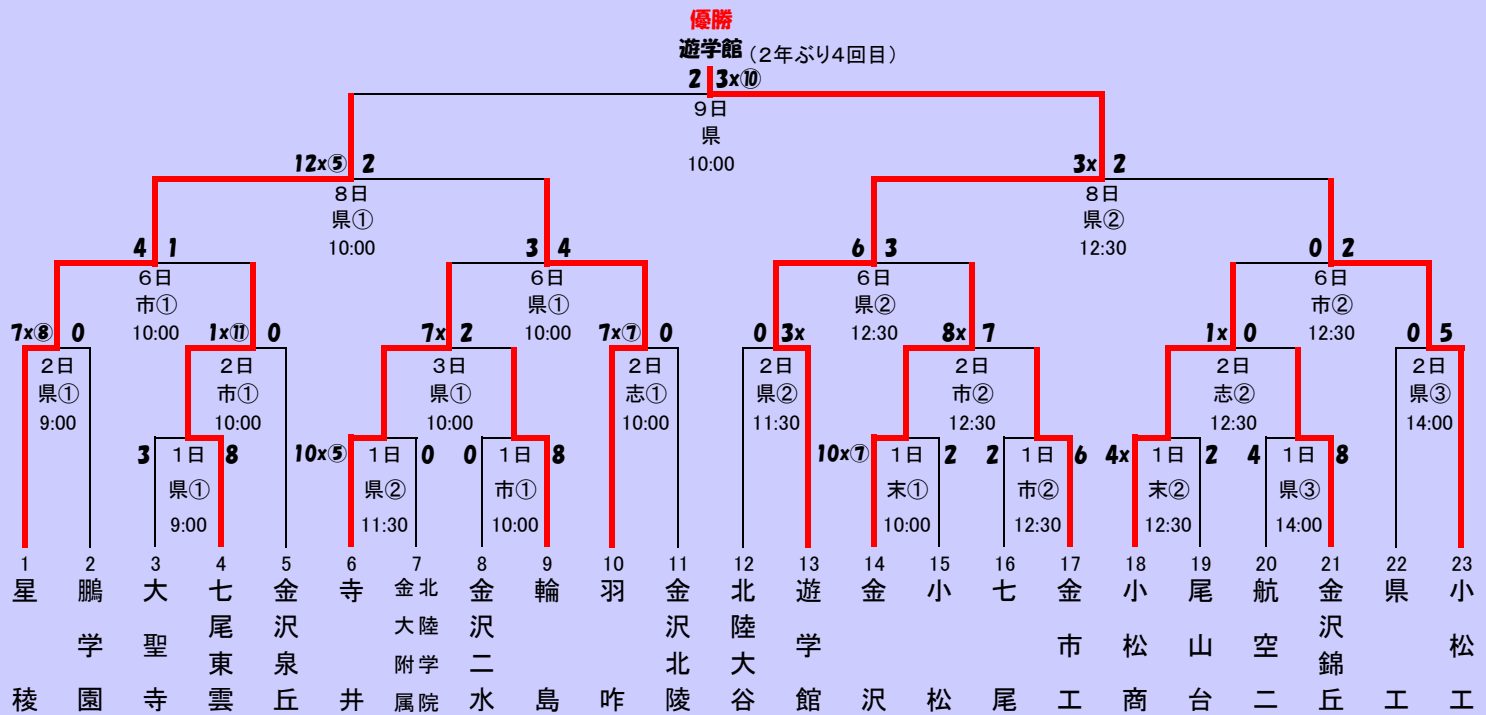 優勝
遊学館 (2年ぶり4回目)
2 3x⑩
9日
県
10:00
12x⑤ 2
8日
県①
10:00
3x 2
8日
県②
12:30
4 1
6日
市①
10:00
3 4
6日
県①
10:00
6 3
6日
県②
12:30
0 2
6日
市②
12:30
7x⑧ 0
2日
県①
9:00
1x⑪ 0
2日
市①
10:00
7x 2
3日
県①
10:00
7x⑦ 0
2日
志①
10:00
0 3x
2日
県②
11:30
8x 7
2日
市②
12:30
1x 0
2日
志②
12:30
0 5
2日
県③
14:00
3 1日 8
県①
9:00
10x⑤ 1日 0
県②
11:30
0 1日 8
市①
10:00
10x⑦ 1日 2
末①
10:00
2 1日 6
市②
12:30
4x 1日 2
末②
12:30
4 1日 8
県③
14:00
1 2 3 4 5 6 7 8 9 10 11 12 13 14 15 16 17 18 19 20 21 22 23
星稜
鵬学園
大聖寺
七尾東雲
金沢泉丘
寺井
北陸学院
金大附属
金沢二水
輪島
羽咋
金沢北陵
北陸大谷
遊学館
金沢
小松
七尾
金市工
小松商
尾山台
航空二
金沢錦丘
県工
小松工